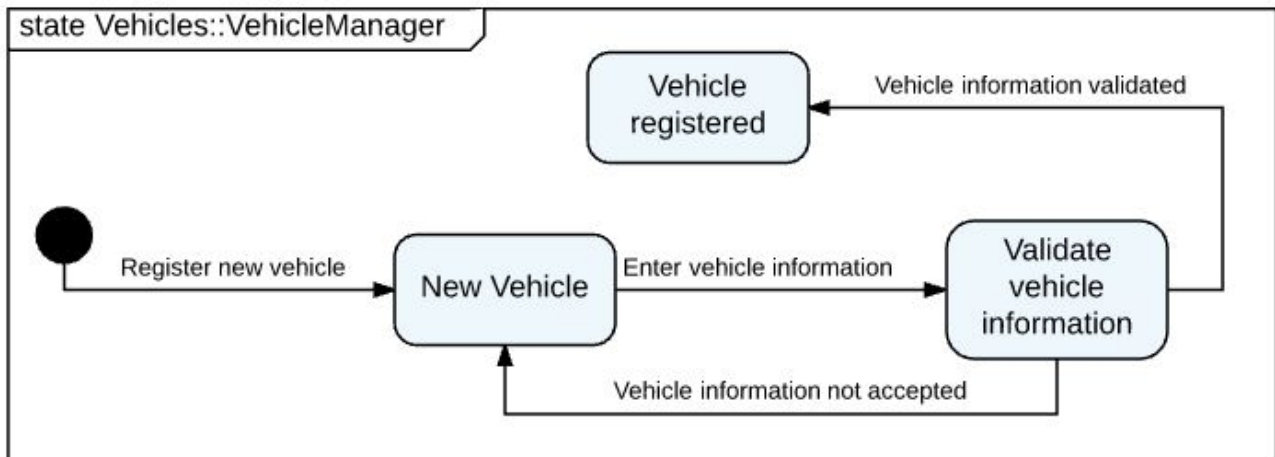 state Vehicles::VehicleManager
Vehicle
registered
Vehicle information validated
Register new vehicle
New Vehicle
Enter vehicle information
Validate
vehicle
information
Vehicle information not accepted